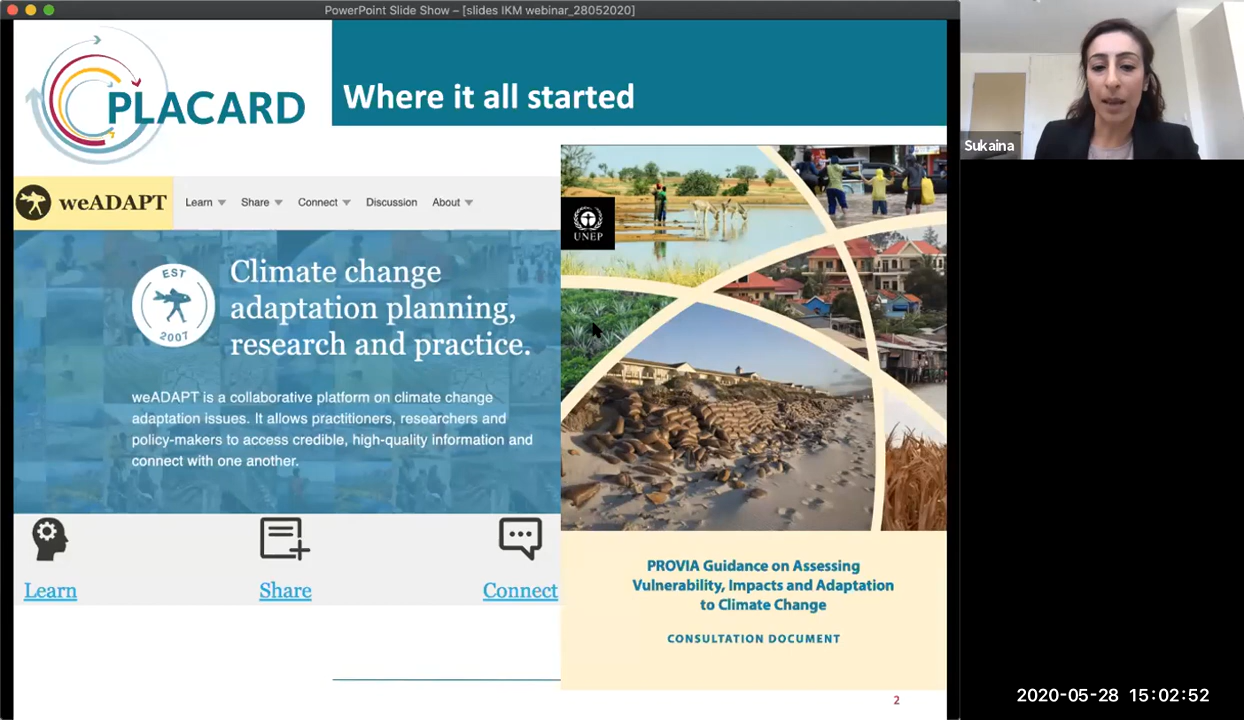 PowerPoint Slide Show – [slides IKM webinar_28052020]
PLACARD
Where it all started
weADAPT
Learn Share Connect Discussion About
EST
2007
Climate change
adaptation planning,
research and practice.
weADAPT is a collaborative platform on climate change
adaptation issues. It allows practitioners, researchers and
policy-makers to access credible, high-quality information and
connect with one another.
Learn
Share
Connect
UNEP
PROVIA Guidance on Assessing
Vulnerability, Impacts and Adaptation
to Climate Change
CONSULTATION DOCUMENT
2
Sukaina
2020-05-28 15:02:52